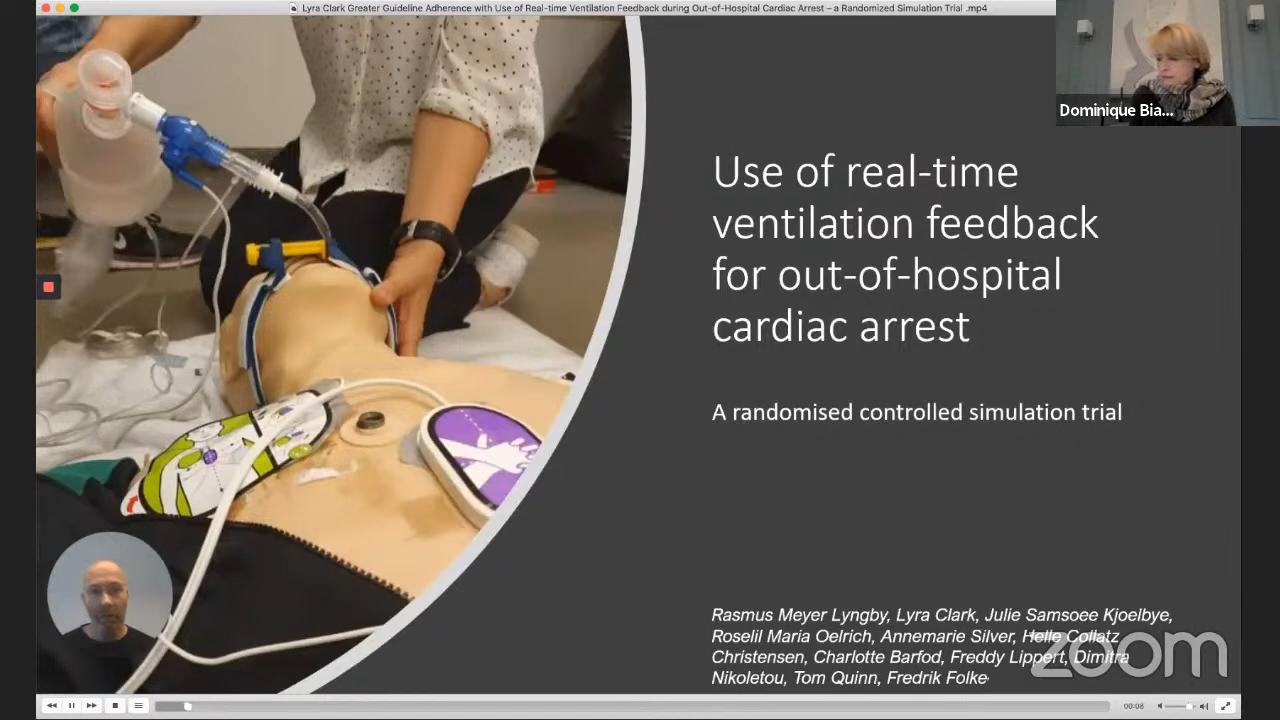 Lyra Clark Greater Guideline Adherence with Use of Real-time Ventilation Feedback during Out-of-Hospital Cardiac Arrest – a Randomized Simulation Trial .mp4
Dominique Bia...
Use of real-time
ventilation feedback
for out-of-hospital
cardiac arrest
A randomised controlled simulation trial
Rasmus Meyer Lyngby, Lyra Clark, Julie Samsoee Kjoelbye,
Roselil Maria Oelrich, Annemarie Silver, Helle Collatz
Christensen, Charlotte Barfod, Freddy Lippert, Dimitra
Nikoletou, Tom Quinn, Fredrik Folke
zoom
00:08